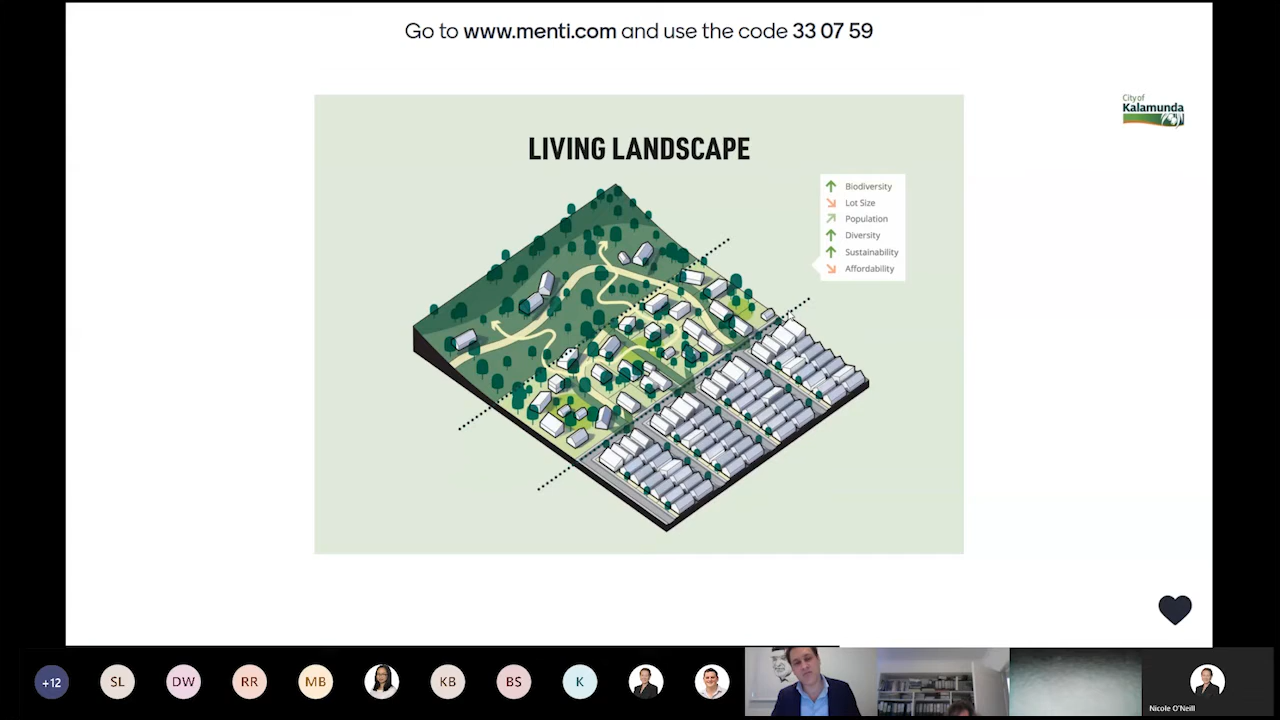 Go to www.menti.com and use the code 33 07 59
City of
Kalamunda
LIVING LANDSCAPE
Biodiversity
Lot Size
Population
Diversity
Sustainability
Affordability
+12
SL
DW
RR
MB
KB
BS
K
Nicole O'Neill